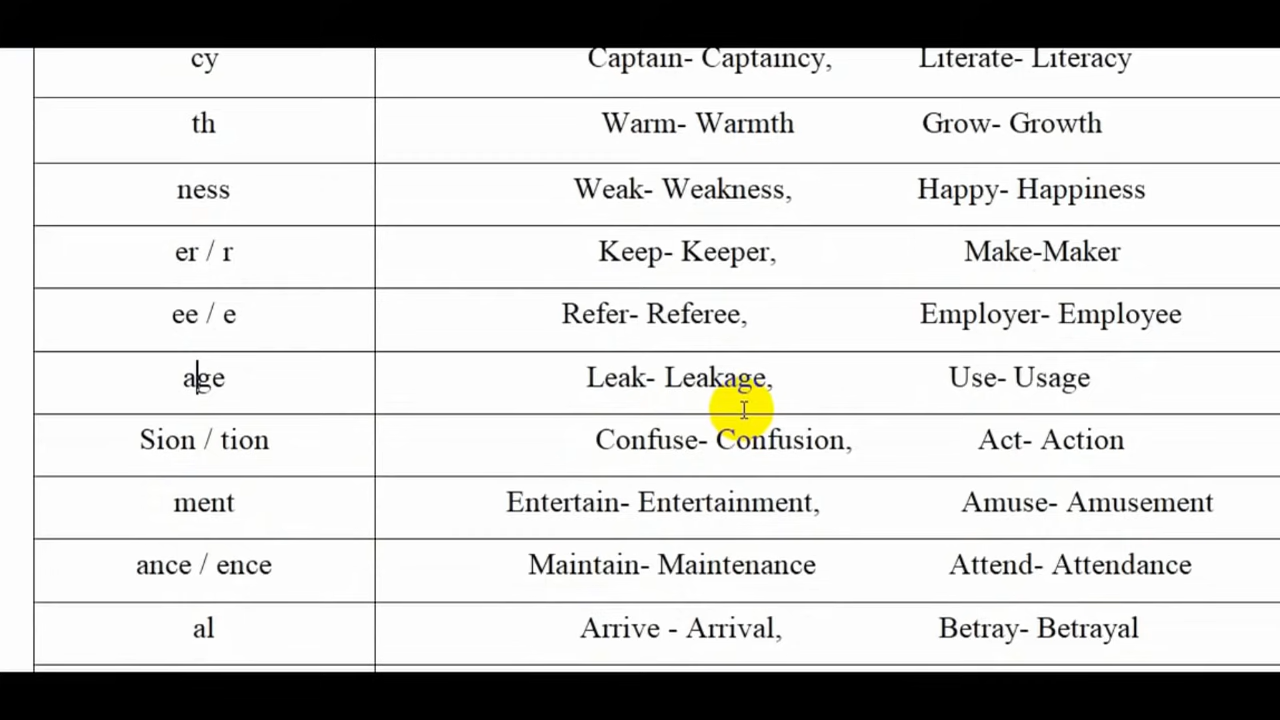 cy Captain- Captaincy, Literate- Literacy
th Warm- Warmth Grow- Growth
ness Weak- Weakness, Happy- Happiness
er / r Keep- Keeper, Make-Maker
ee / e Refer- Referee, Employer- Employee
age Leak- Leakage, Use- Usage
Sion / tion Confuse- Confusion, Act- Action
ment Entertain- Entertainment, Amuse- Amusement
ance / ence Maintain- Maintenance Attend- Attendance
al Arrive - Arrival, Betray- Betrayal